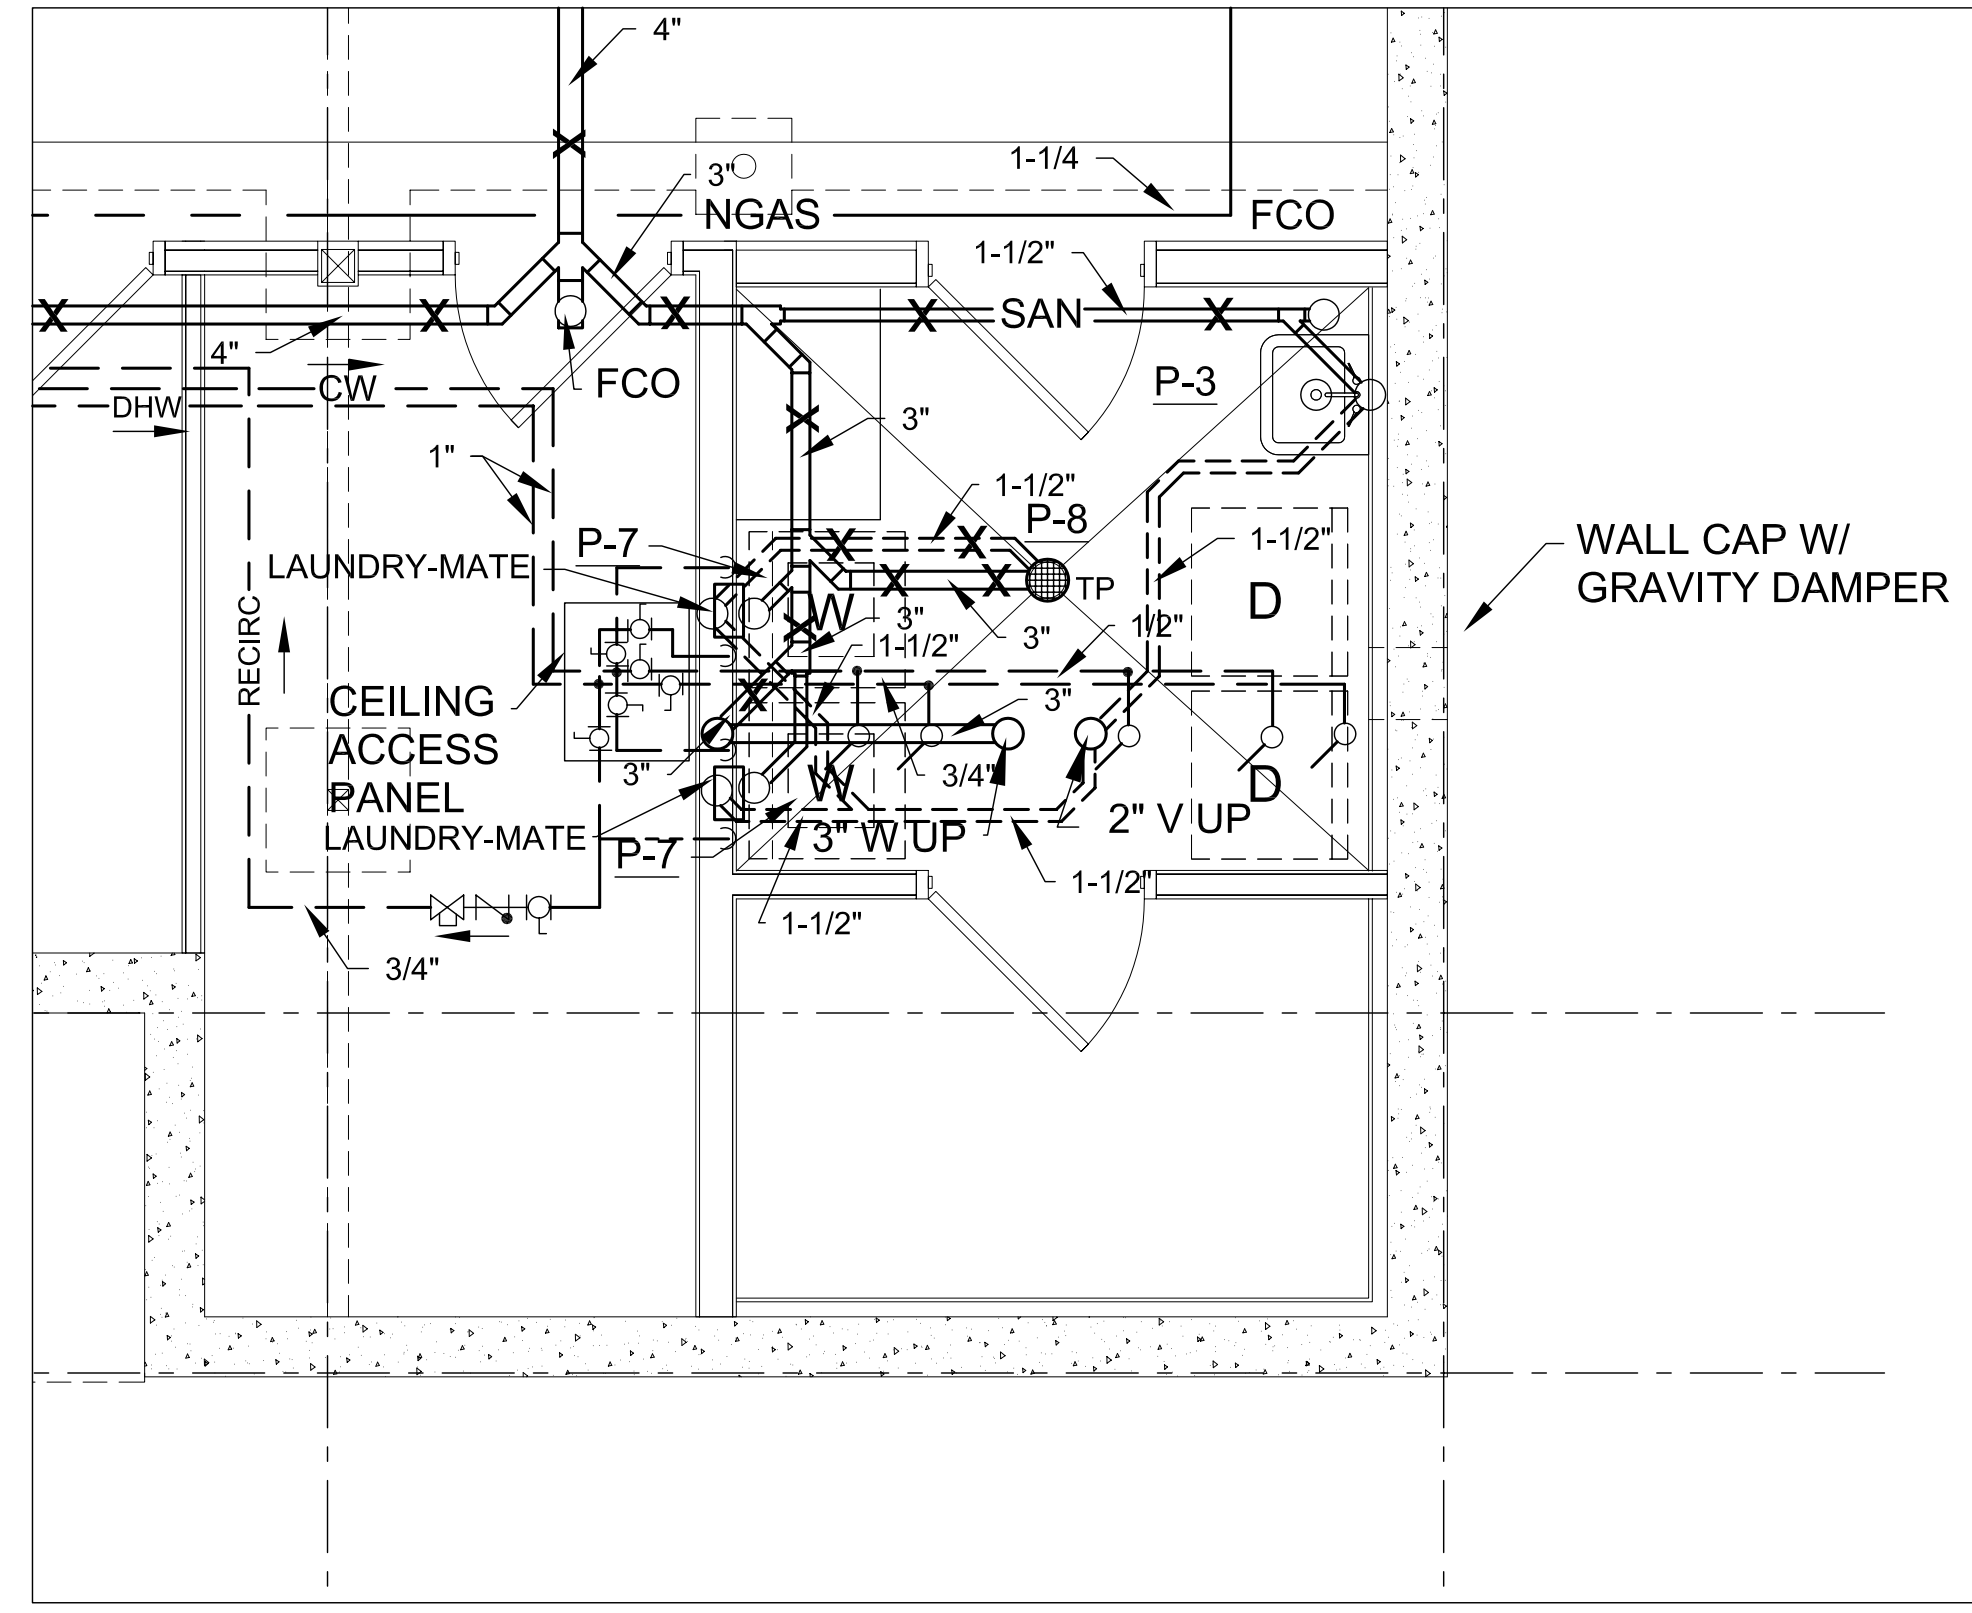 4"
3"
1-1/4
NGAS
FCO
1-1/2"
SAN
4"
CW
FCO
P-3
DHW
3"
1"
1-1/2"
P-8
P-7
1-1/2"
WALL CAP W/
GRAVITY DAMPER
LAUNDRY-MATE
TP
D
W
3"
3"
1/2"
1-1/2"
RECIRC
CEILING
ACCESS
PANEL
3"
3"
3/4"
W
D
2" V UP
LAUNDRY-MATE
3" W UP
P-7
1-1/2"
1-1/2"
3/4"